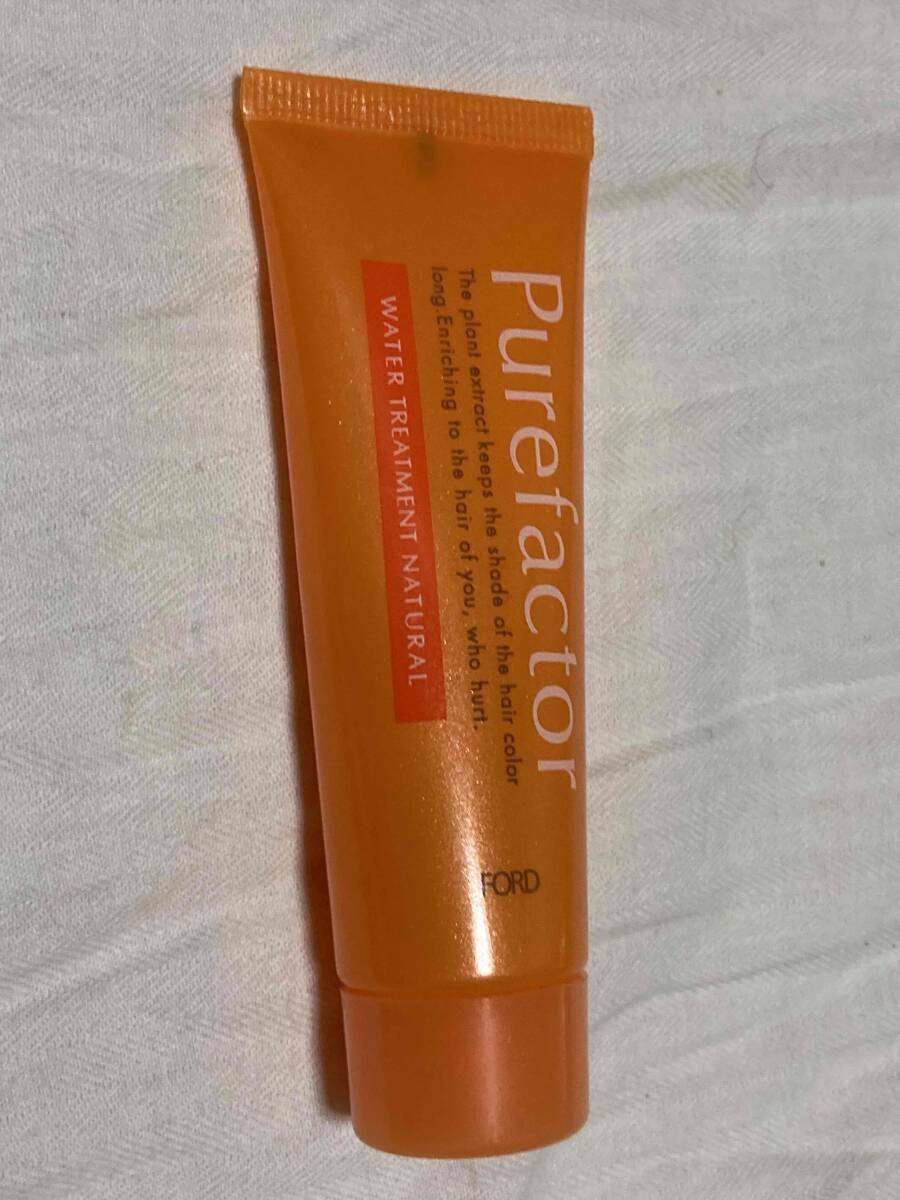 Purefactor
The plant extract keeps the shade of the hair color
long.Enriching to the hair of you, who hurt.
WATER TREATMENT NATURAL
FORD